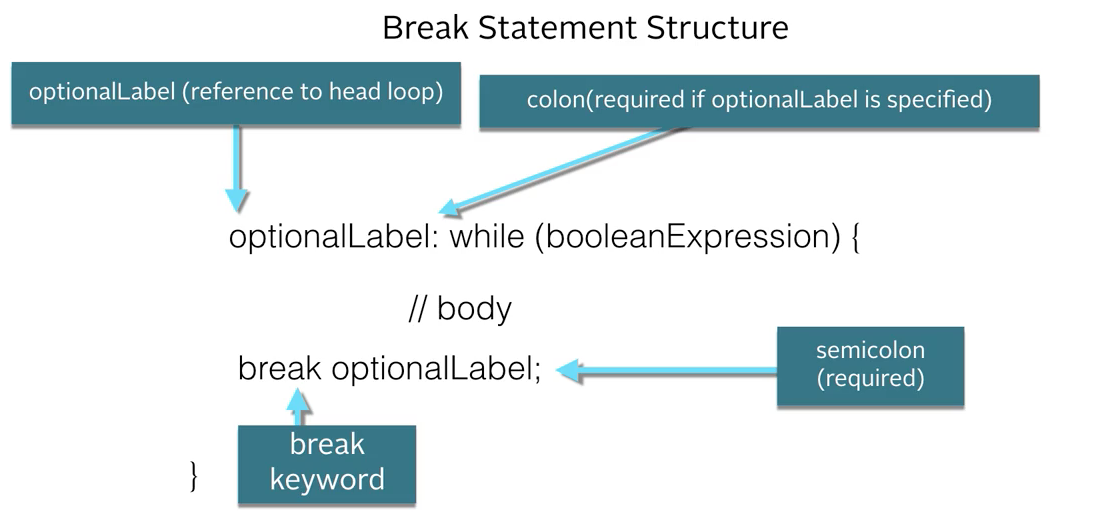 Break Statement Structure
optionalLabel (reference to head loop)
colon(required if optionalLabel is specified)
optionalLabel: while (booleanExpression) {
// body
break optionalLabel;
semicolon
(required)
break
keyword
}